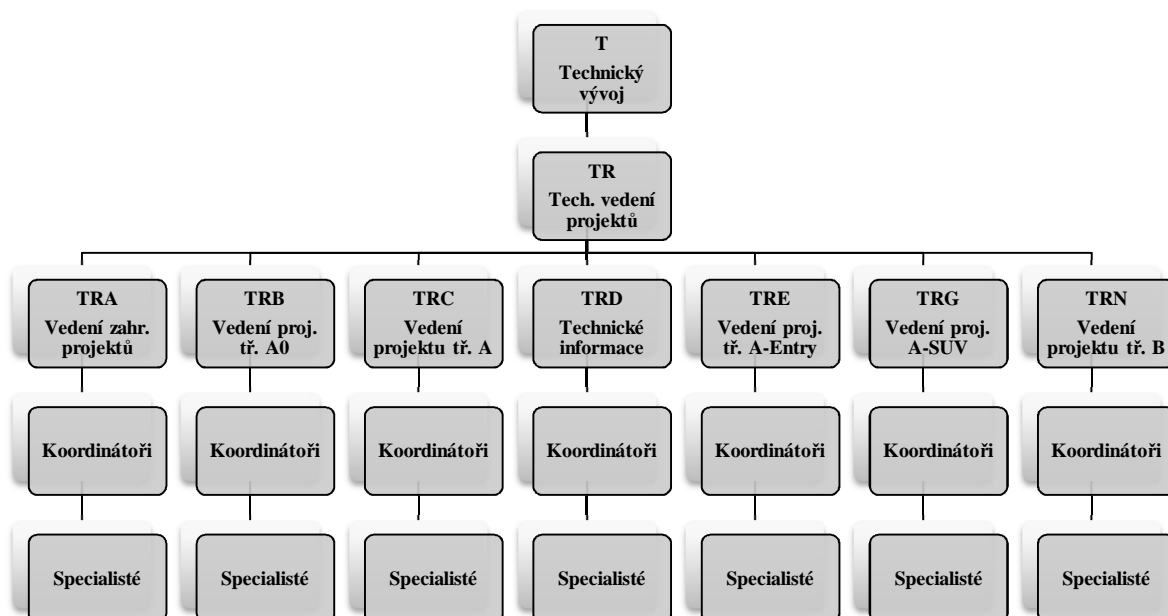 T
Technický
vývoj
TR
Tech. vedení
projektů
TRA
Vedení zahr.
projektů
TRB
Vedení proj.
tř. A0
TRC
Vedení
projektu tř. A
TRD
Technické
informace
TRE
Vedení proj.
tř. A-Entry
TRG
Vedení proj.
A-SUV
TRN
Vedení
projektu tř. B
Koordinátoři
Koordinátoři
Koordinátoři
Koordinátoři
Koordinátoři
Koordinátoři
Koordinátoři
Specialisté
Specialisté
Specialisté
Specialisté
Specialisté
Specialisté
Specialisté